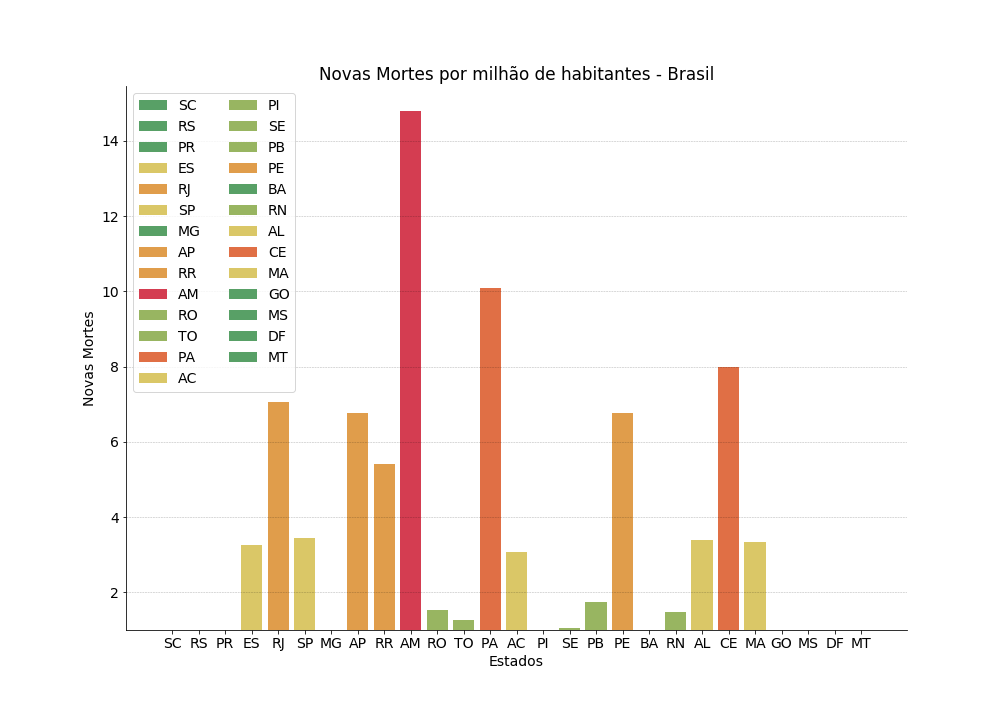 Novas Mortes por milhão de habitantes - Brasil
SC PI
RS SE
PR PB
ES PE
RJ BA
SP RN
MG AL
AP CE
RR MA
AM GO
RO MS
TO DF
PA MT
AC
Novas Mortes
14
12
10
8
6
4
2
SC RS PR ES RJ SP MG AP RR AM RO TO PA AC PI SE PB PE BA RN AL CE MA GO MS DF MT
Estados